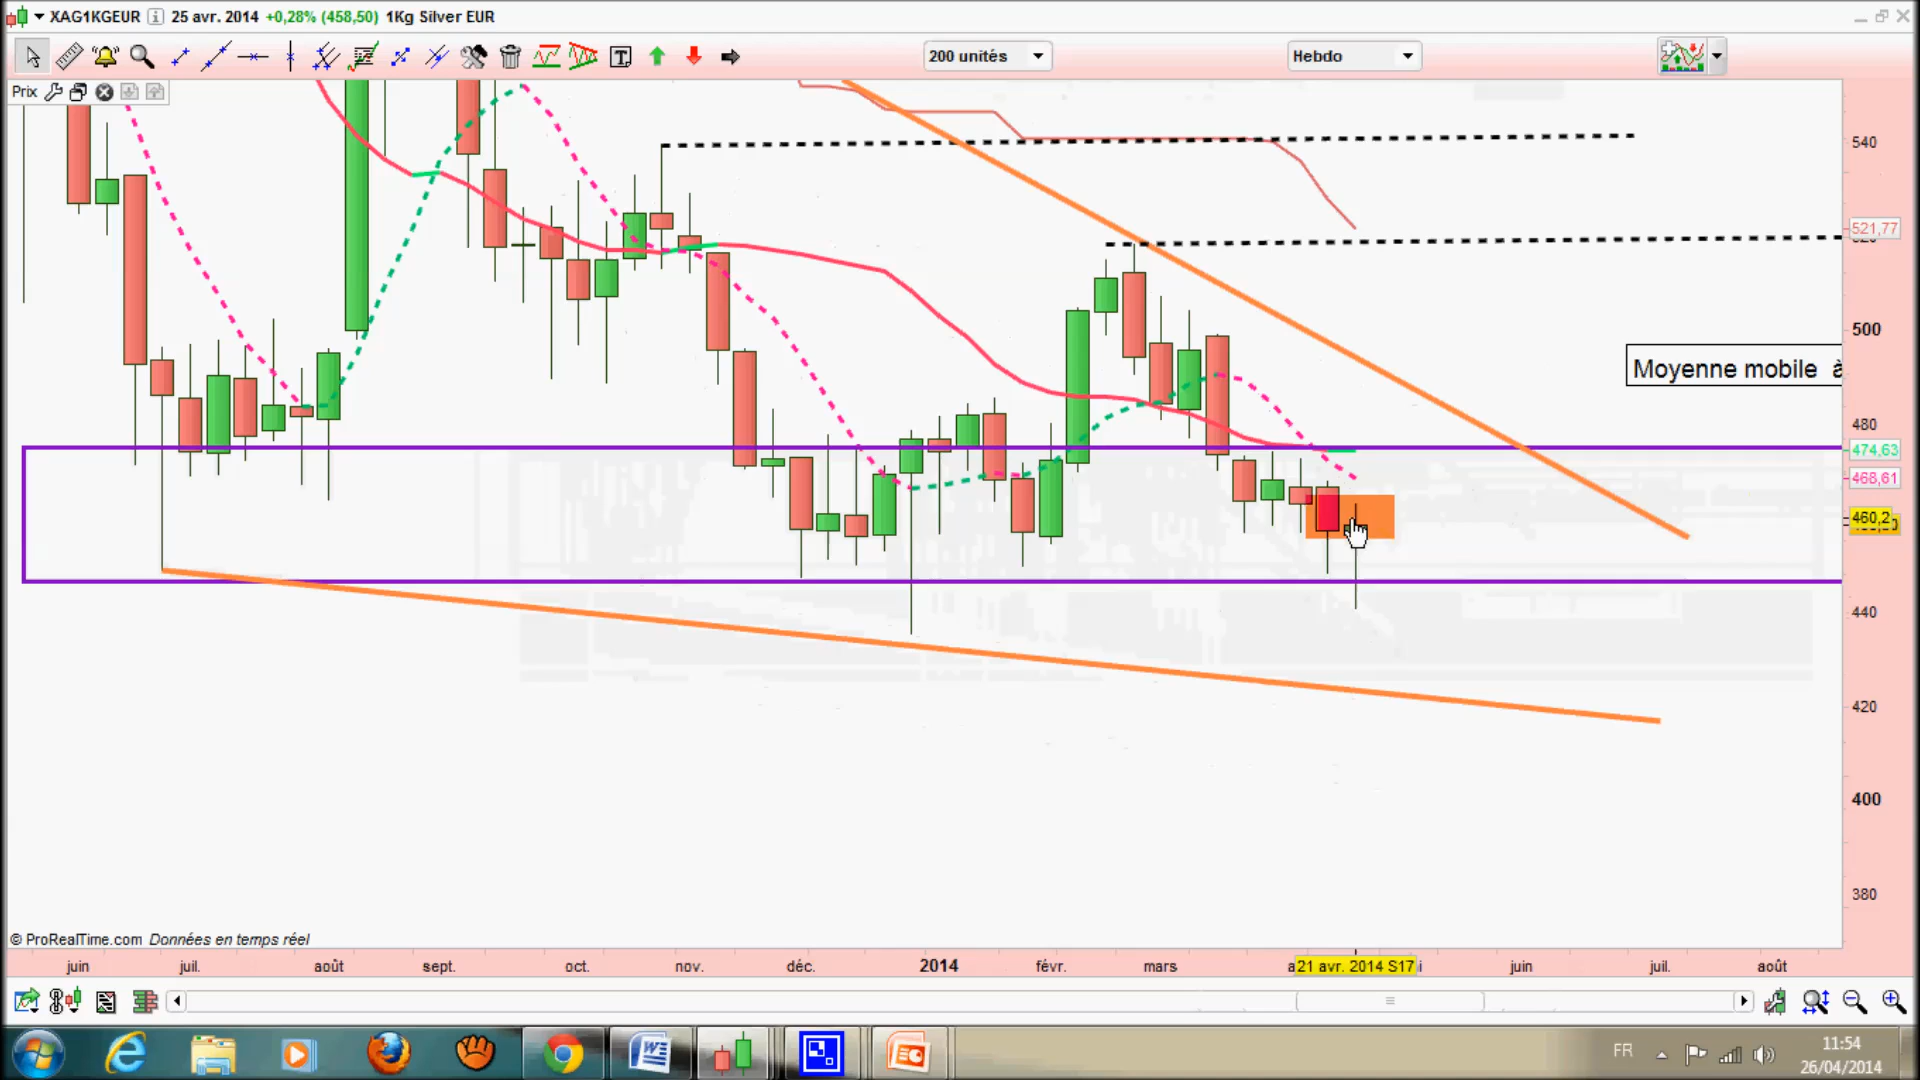 XAG1KGEUR 25 avr. 2014 +0,28% (458,50) 1Kg Silver EUR
200 unités
Hebdo
Prix
540
521,77
500
Moyenne mobile à
480
474,63
468,61
460,2
440
420
400
380
© ProRealTime.com Données en temps réel
juin juil. août sept. oct. nov. déc. 2014 févr. mars a 21 avr. 2014 S17 i juin juil. août
FR
11:54
26/04/2014